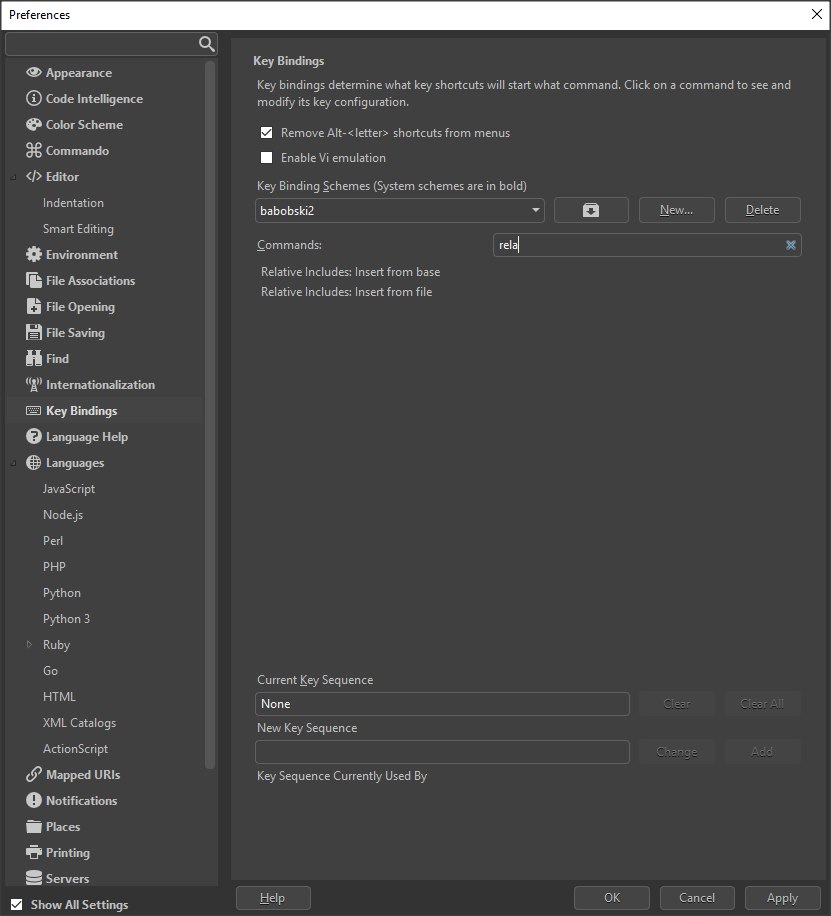 Preferences
Appearance
Code Intelligence
Color Scheme
Commando
Editor
Indentation
Smart Editing
Environment
File Associations
File Opening
File Saving
Find
Internationalization
Key Bindings
Language Help
Languages
JavaScript
Node.js
Perl
PHP
Python
Python 3
Ruby
Go
HTML
XML Catalogs
ActionScript
Mapped URIs
Notifications
Places
Printing
Servers
Show All Settings
Key Bindings
Key bindings determine what key shortcuts will start what command. Click on a command to see and
modify its key configuration.
Remove Alt-<letter> shortcuts from menus
Enable Vi emulation
Key Binding Schemes (System schemes are in bold)
babobski2 New... Delete
Commands: rela
Relative Includes: Insert from base
Relative Includes: Insert from file
Current Key Sequence
None Clear Clear All
New Key Sequence
Change Add
Key Sequence Currently Used By
Help OK Cancel Apply